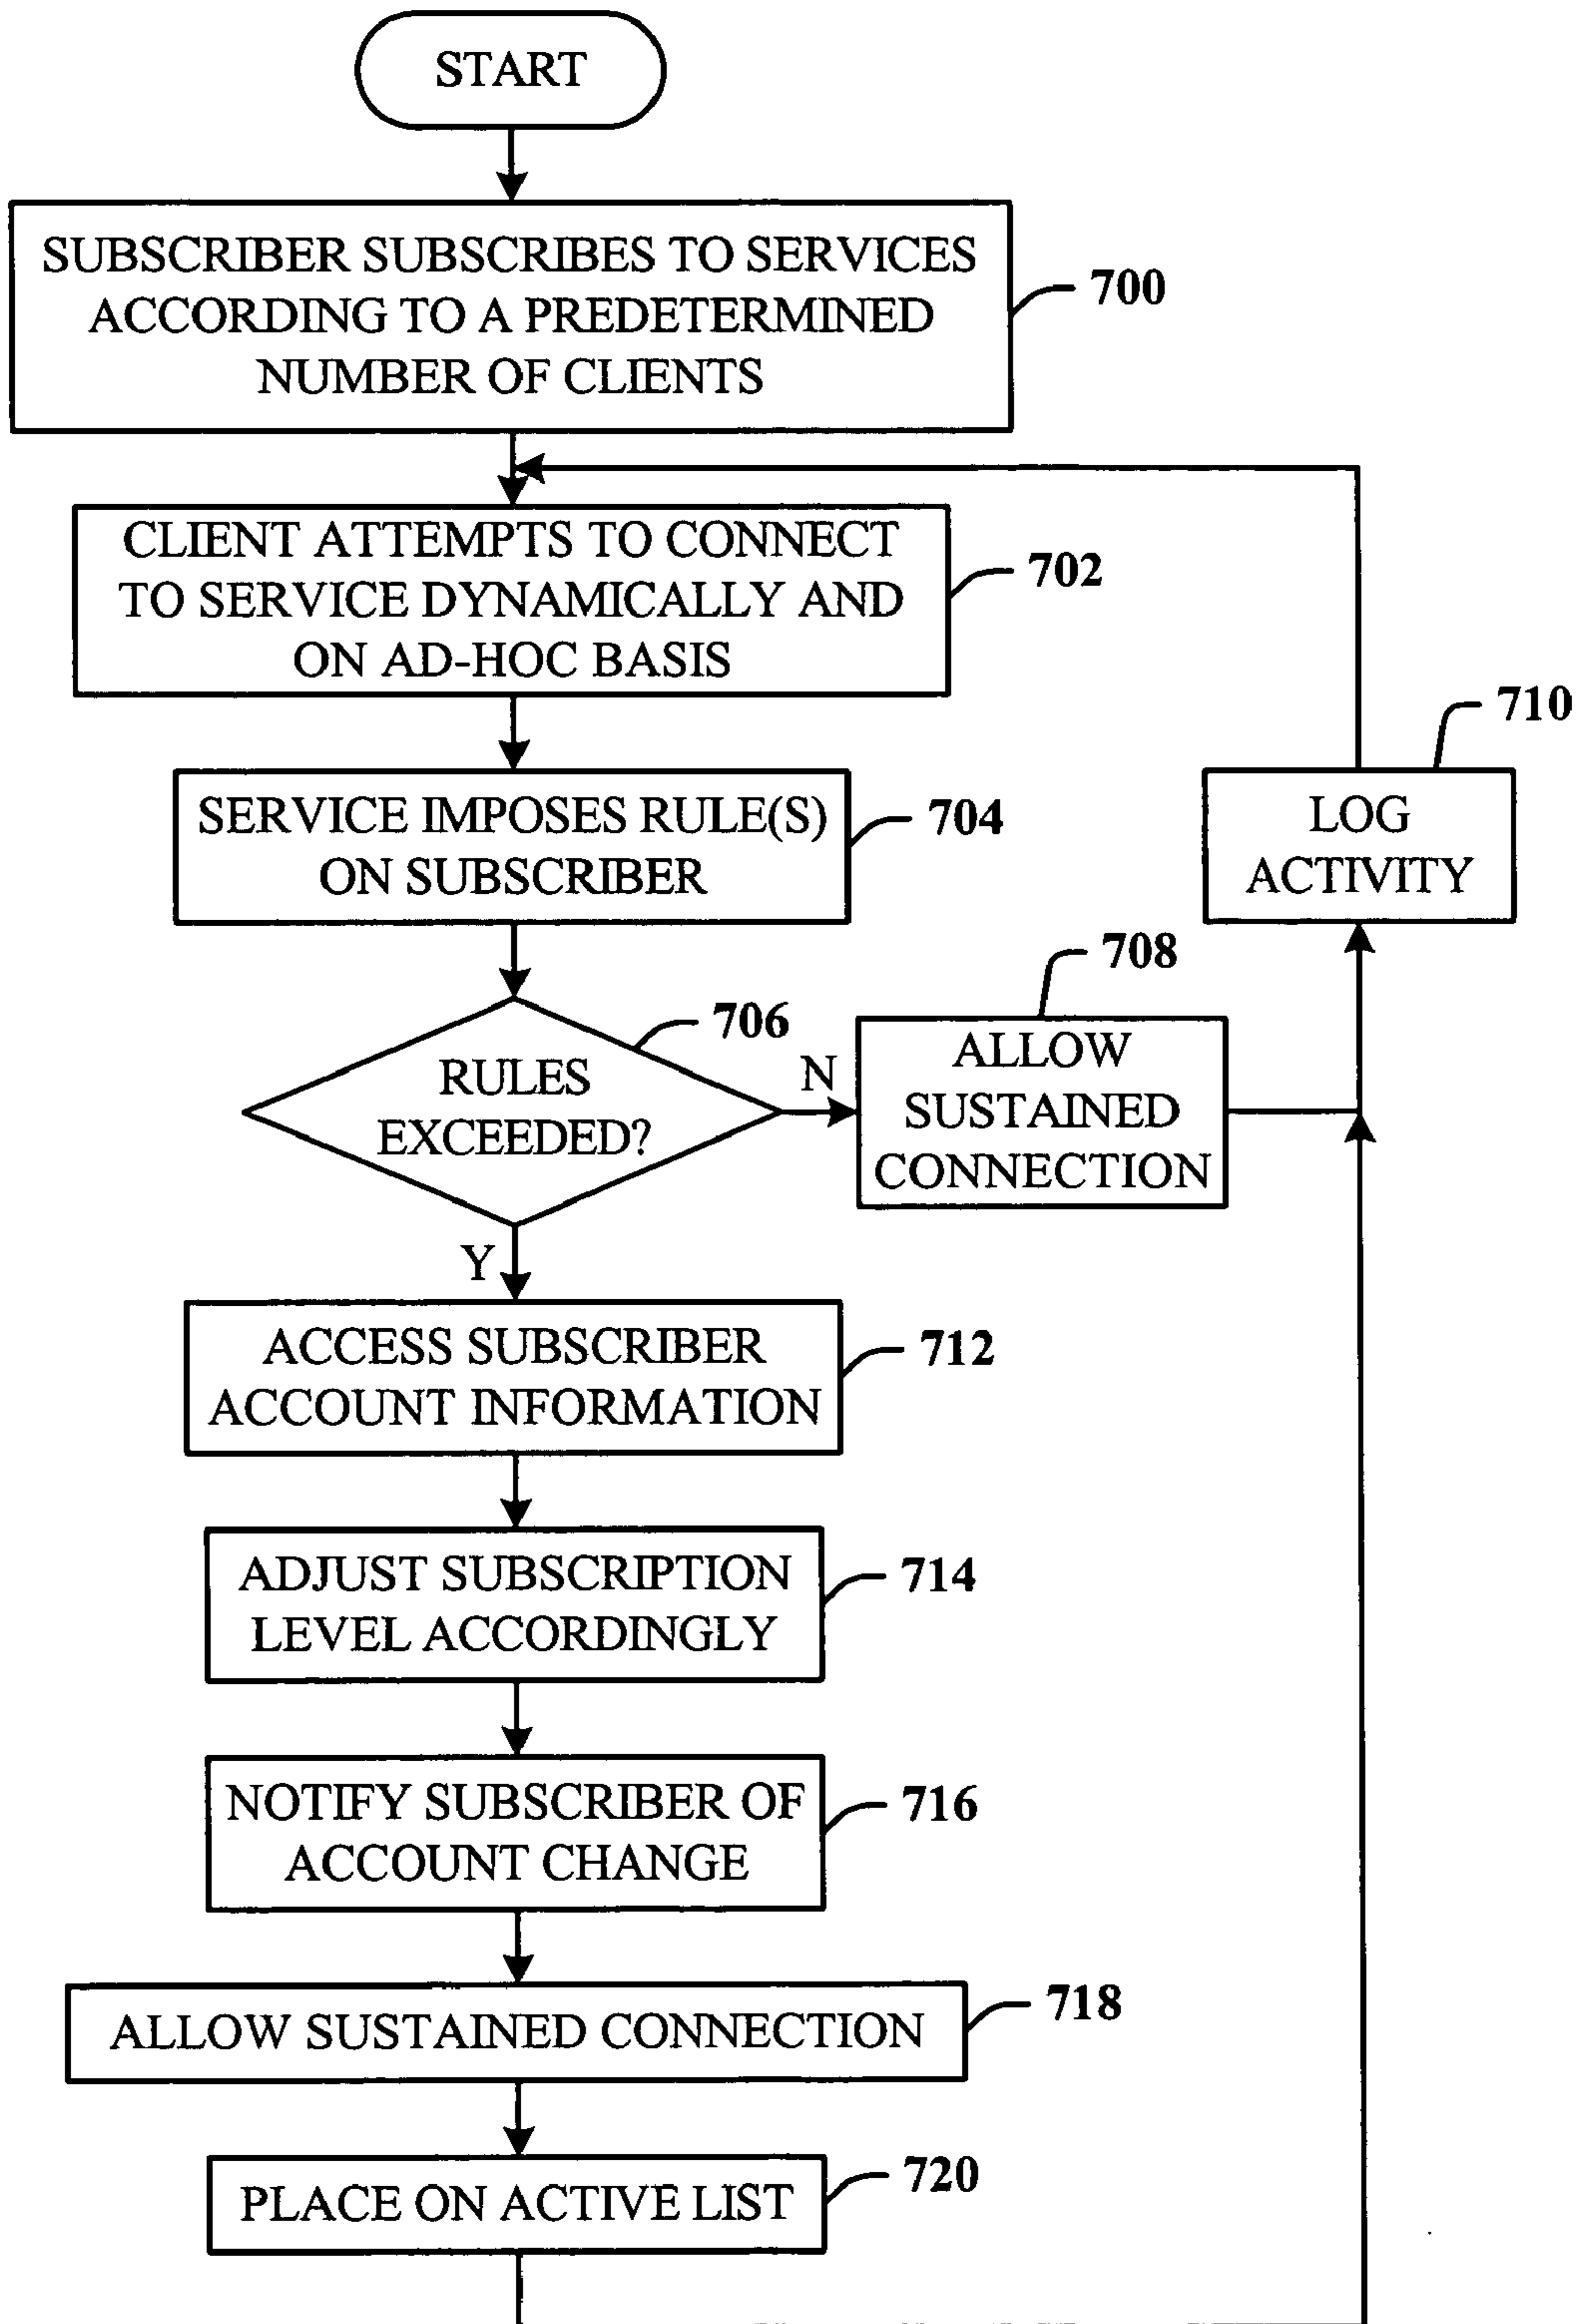 START
SUBSCRIBER SUBSCRIBES TO SERVICES
ACCORDING TO A PREDETERMINED
NUMBER OF CLIENTS
700
CLIENT ATTEMPTS TO CONNECT
TO SERVICE DYNAMICALLY AND
ON AD-HOC BASIS
702
SERVICE IMPOSES RULE(S)
ON SUBSCRIBER
704
710
LOG
ACTIVITY
706
RULES
EXCEEDED?
N
708
ALLOW
SUSTAINED
CONNECTION
Y
ACCESS SUBSCRIBER
ACCOUNT INFORMATION
712
ADJUST SUBSCRIPTION
LEVEL ACCORDINGLY
714
NOTIFY SUBSCRIBER OF
ACCOUNT CHANGE
716
ALLOW SUSTAINED CONNECTION
718
PLACE ON ACTIVE LIST
720